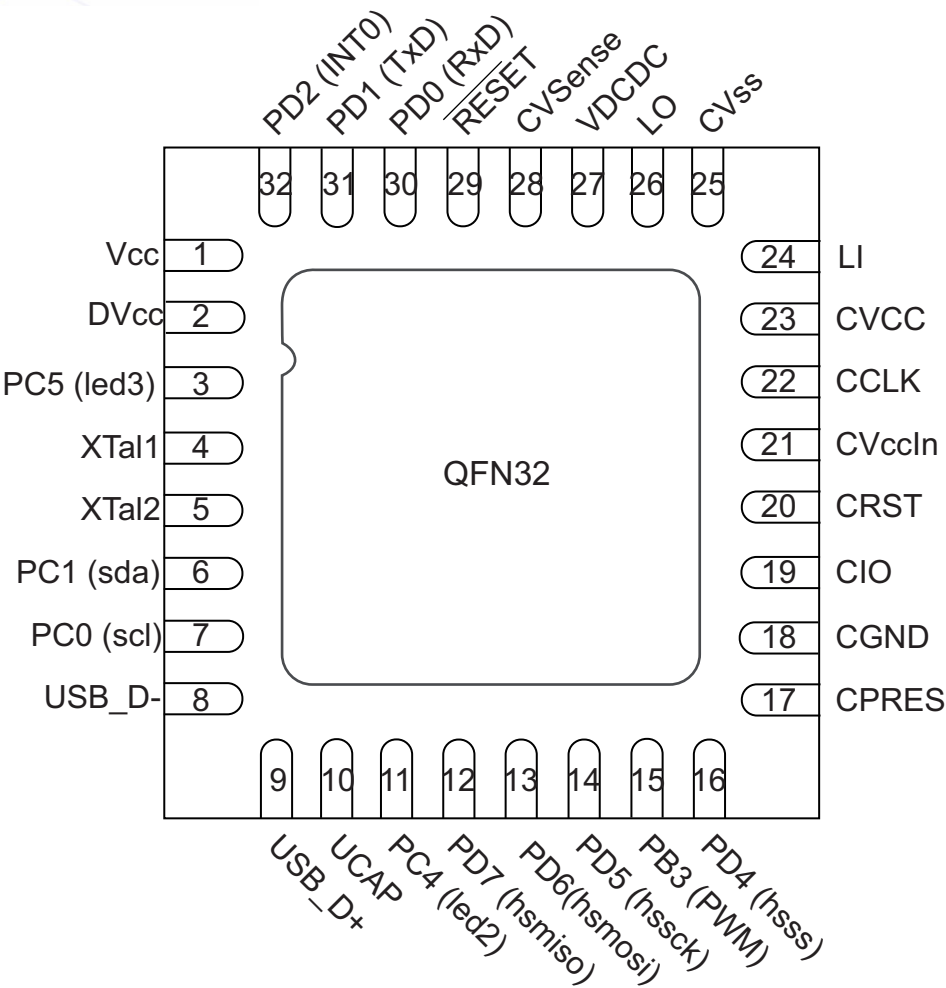 PD2 (INT0)
PD1 (TxD)
PD0 (RxD)
RESET
CVSense
VDCDC
LO
CVss
32
31
30
29
28
27
26
25
Vcc 1
DVcc 2
PC5 (led3) 3
XTal1 4
XTal2 5
PC1 (sda) 6
PC0 (scl) 7
USB_D- 8
QFN32
24 LI
23 CVCC
22 CCLK
21 CVccIn
20 CRST
19 CIO
18 CGND
17 CPRES
9
10
11
12
13
14
15
16
USB_D+
UCAP
PC4 (led2)
PD7 (hsmiso)
PD6(hsmosi)
PD5 (hssck)
PB3 (PWM)
PD4 (hsss)